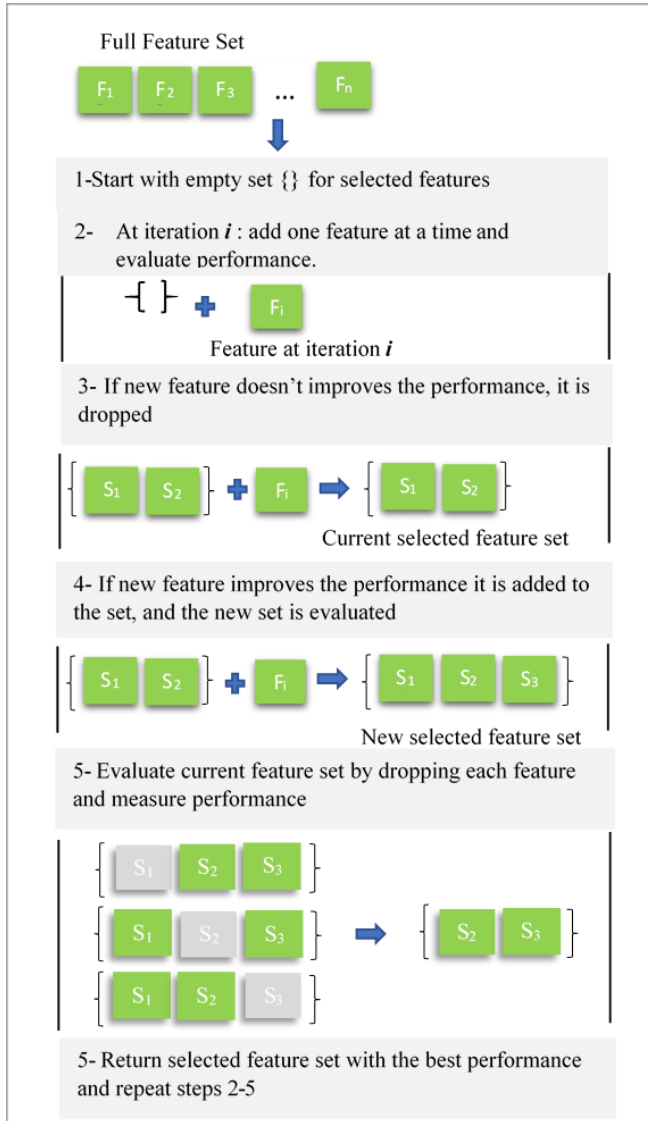 Full Feature Set
F1 F2 F3 ... Fn
1-Start with empty set {} for selected features
2- At iteration i : add one feature at a time and
evaluate performance.
{ } + Fi
Feature at iteration i
3- If new feature doesn’t improves the performance, it is
dropped
{ S1 S2 } + Fi { S1 S2 }
Current selected feature set
4- If new feature improves the performance it is added to
the set, and the new set is evaluated
{ S1 S2 } + Fi { S1 S2 S3 }
New selected feature set
5- Evaluate current feature set by dropping each feature
and measure performance
{ S1 S2 S3 }
{ S1 S2 S3 } { S2 S3 }
{ S1 S2 S3 }
5- Return selected feature set with the best performance
and repeat steps 2-5